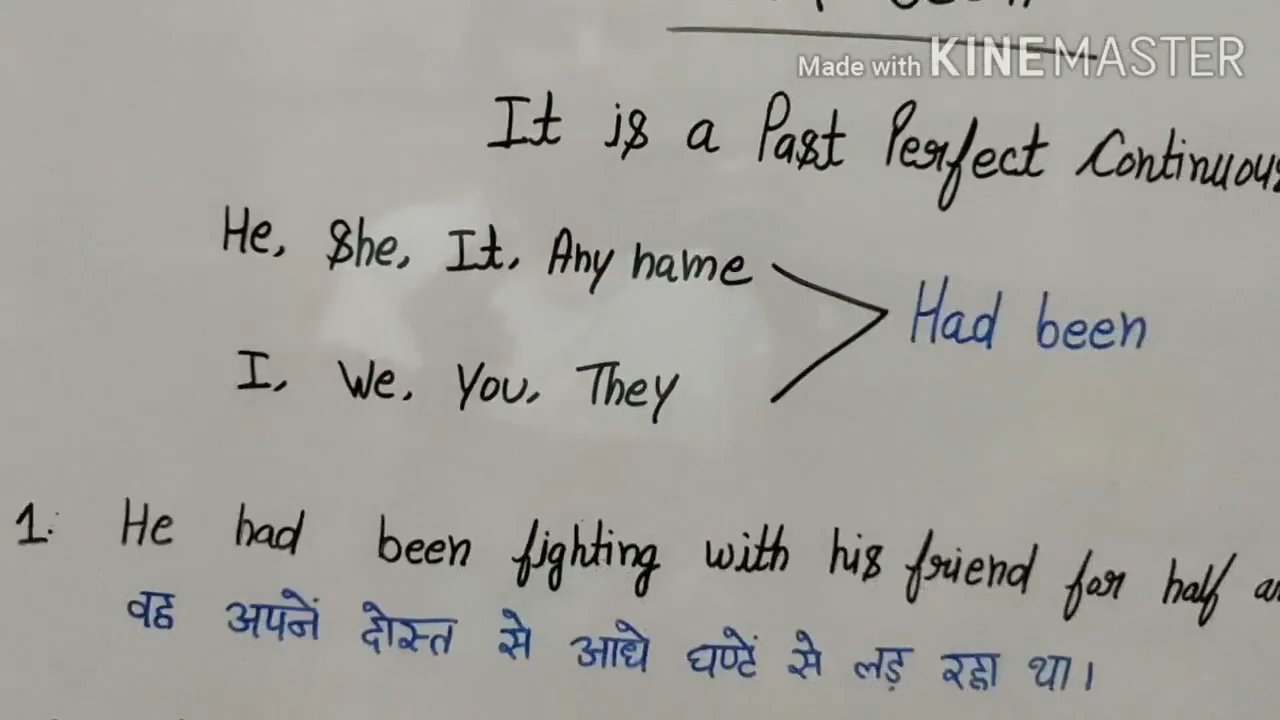 Made with KINEMASTER
It is a Past Perfect Continuous
He, She, It, Any name
Had been
I, We, You, They
1. He had been fighting with his friend for half an
वह अपनें दोस्त से आधे घण्टें से लड़ रहा था।